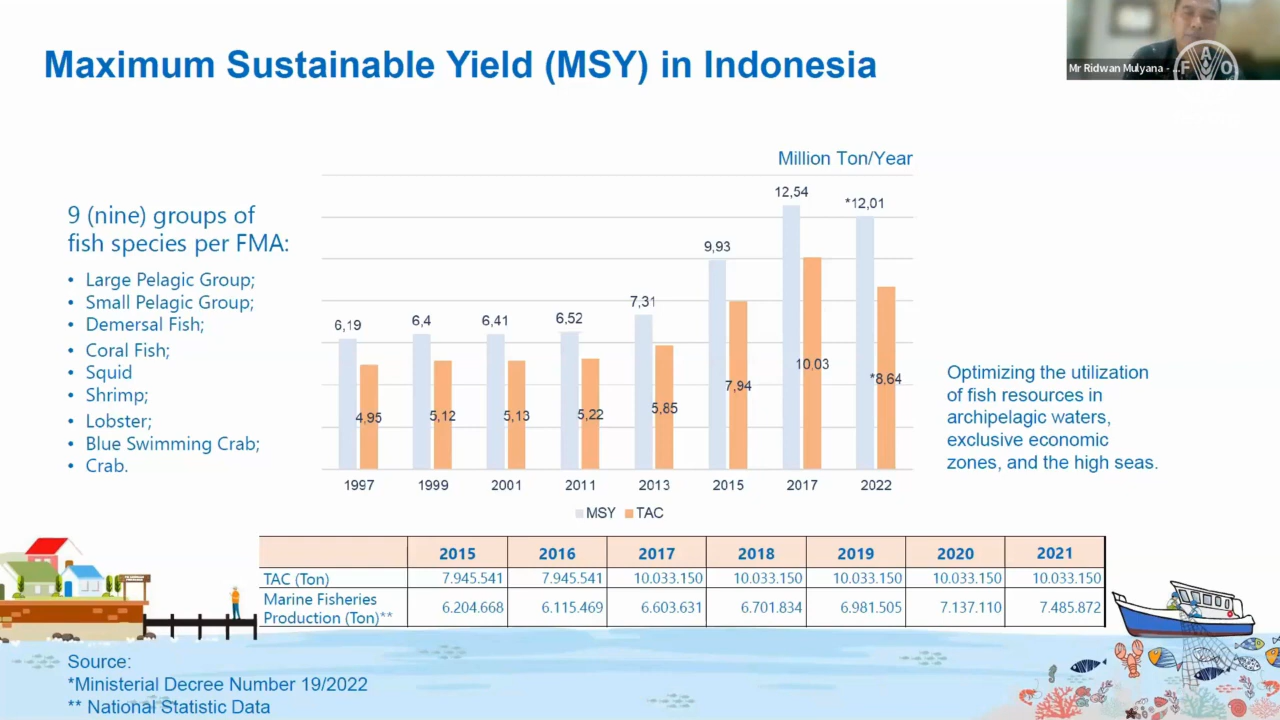 Maximum Sustainable Yield (MSY) in Indonesia
Mr Ridwan Mulyana - ...
FAO
Million Ton/Year
9 (nine) groups of
fish species per FMA:
• Large Pelagic Group;
• Small Pelagic Group;
• Demersal Fish;
• Coral Fish;
• Squid
• Shrimp;
• Lobster;
• Blue Swimming Crab;
• Crab.
6,19 6,4 6,41 6,52 7,31 9,93 12,54 *12,01
4,95 5,12 5,13 5,22 5,85 7,94 10,03 *8,64
1997 1999 2001 2011 2013 2015 2017 2022
MSY TAC
Optimizing the utilization
of fish resources in
archipelagic waters,
exclusive economic
zones, and the high seas.
2015 2016 2017 2018 2019 2020 2021
TAC (Ton) 7.945.541 7.945.541 10.033.150 10.033.150 10.033.150 10.033.150 10.033.150
Marine Fisheries
Production (Ton)** 6.204.668 6.115.469 6.603.631 6.701.834 6.981.505 7.137.110 7.485.872
Source:
*Ministerial Decree Number 19/2022
** National Statistic Data